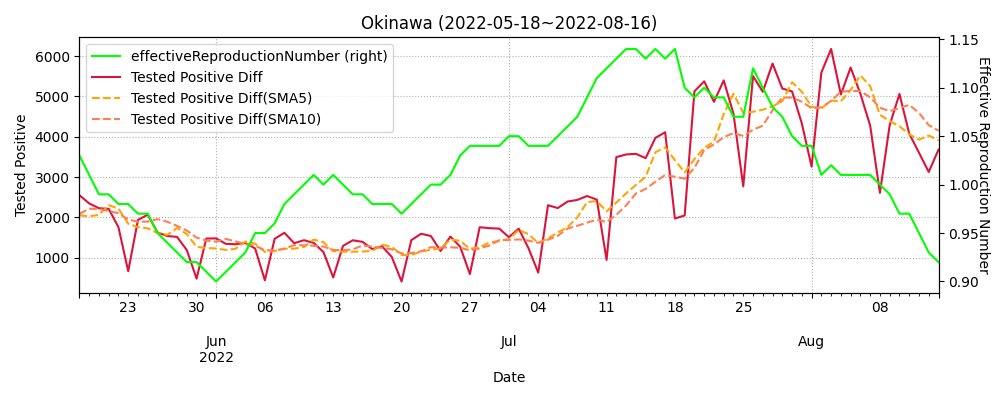 Okinawa (2022-05-18~2022-08-16)
effectiveReproductionNumber (right)
Tested Positive Diff
Tested Positive Diff(SMA5)
Tested Positive Diff(SMA10)
Tested Positive
6000
5000
4000
3000
2000
1000
1.15
1.10
1.05
1.00
0.95
0.90
Effective Reproduction Number
23 30 06 13 20 27 04 11 18 25 08
Jun Jul Aug
2022
Date